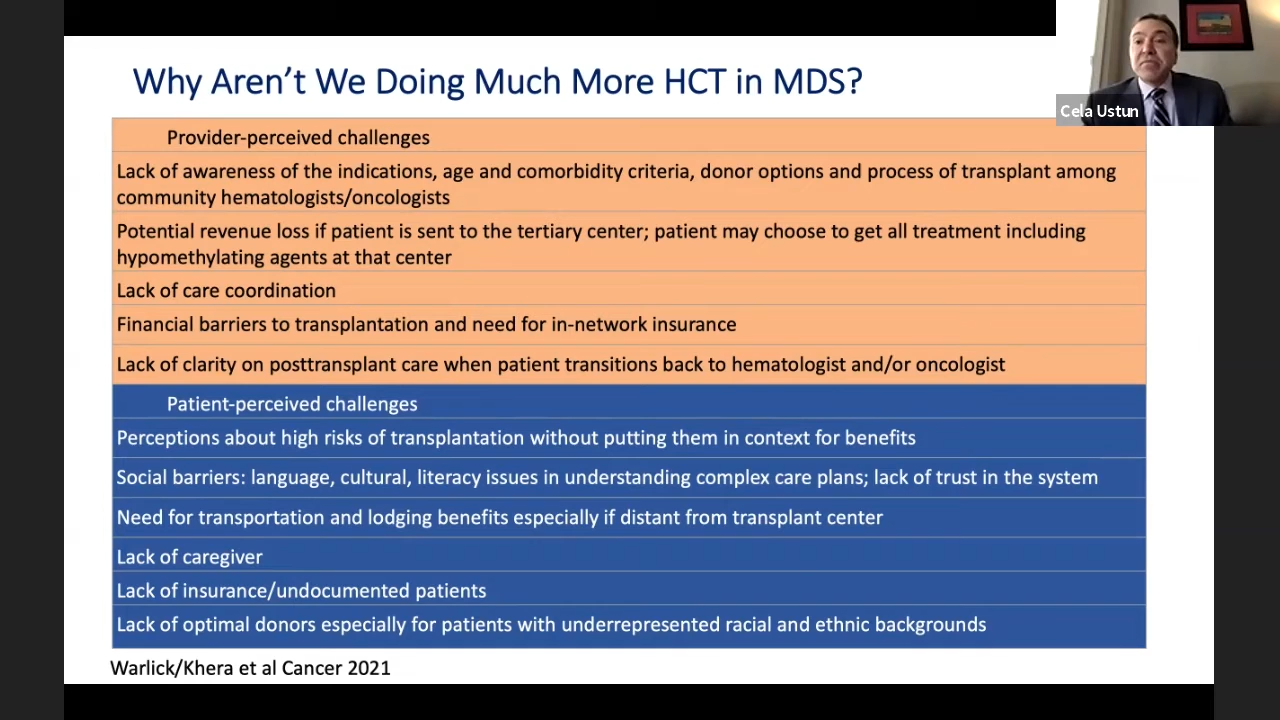 Why Aren't We Doing Much More HCT in MDS?
Cela Ustun
Provider-perceived challenges
Lack of awareness of the indications, age and comorbidity criteria, donor options and process of transplant among
community hematologists/oncologists
Potential revenue loss if patient is sent to the tertiary center; patient may choose to get all treatment including
hypomethylating agents at that center
Lack of care coordination
Financial barriers to transplantation and need for in-network insurance
Lack of clarity on posttransplant care when patient transitions back to hematologist and/or oncologist
Patient-perceived challenges
Perceptions about high risks of transplantation without putting them in context for benefits
Social barriers: language, cultural, literacy issues in understanding complex care plans; lack of trust in the system
Need for transportation and lodging benefits especially if distant from transplant center
Lack of caregiver
Lack of insurance/undocumented patients
Lack of optimal donors especially for patients with underrepresented racial and ethnic backgrounds
Warlick/Khera et al Cancer 2021